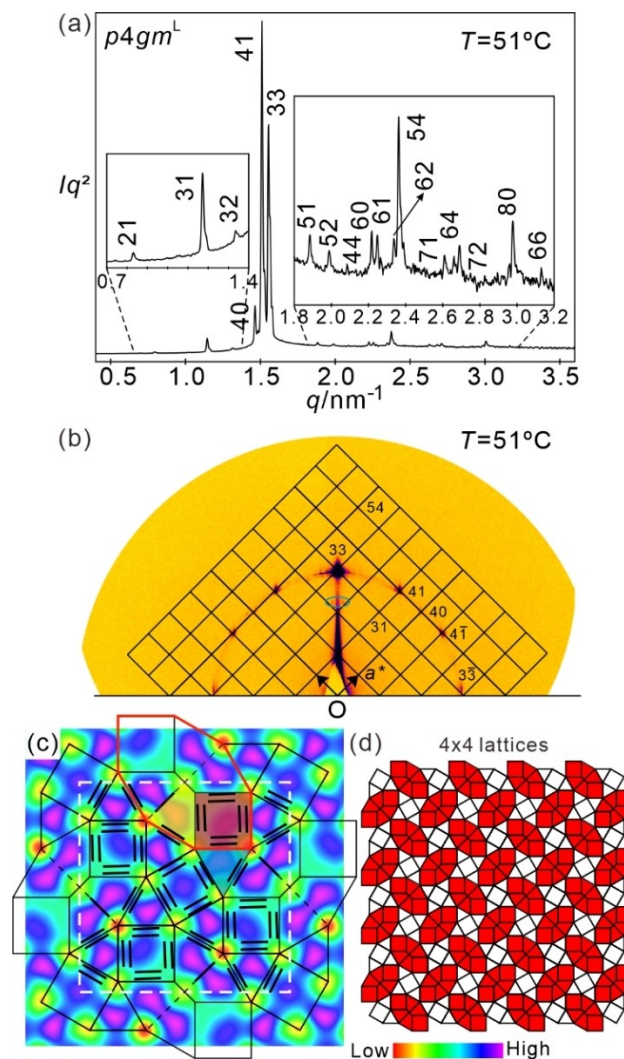 (a)
p4gmᴸ
T=51°C
41
33
Iq²
21
31
32
0.7
1.4
40
51
52
44
60
61
54
62
71
64
72
80
66
1.8 2.0 2.2 2.4 2.6 2.8 3.0 3.2
0.5 1.0 1.5 2.0 2.5 3.0 3.5
q/nm⁻¹
(b)
T=51°C
54
33
41
40
31
41̄
a*
33̄
O
(c)
(d)
4x4 lattices
Low
High